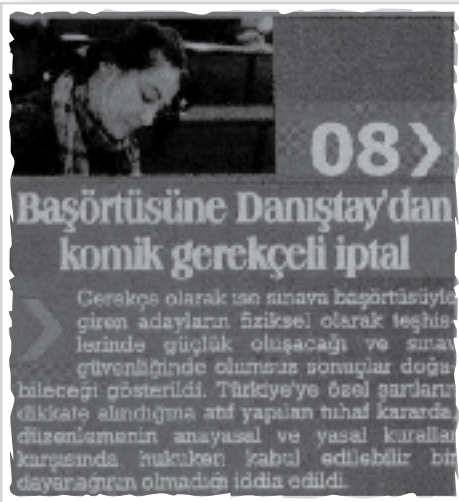 08
Başörtüsüne Danıştay'dan
komik gerekçeli iptal
Gerekçe olarak ise sınava başörtüsüyle
giren adayların fiziksel olarak teşhis-
lerinde güçlük oluşacağı ve sınav
güvenliğinde olumsuz sonuçlar doğa-
bileceği gösterildi. Türkiye'ye özel şartların
dikkate alındığına atıf yapılan tuhaf kararda,
düzenlemenin anayasal ve yasal kurallar
karşısında hukuken kabul edilebilir bir
dayanağının olmadığı iddia edildi.